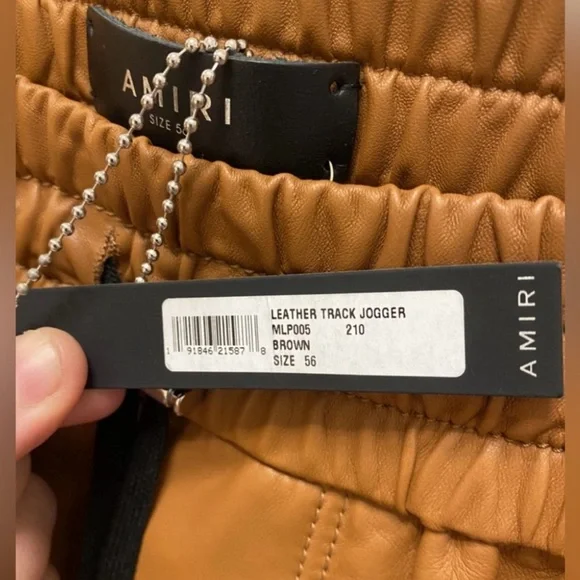 AMIRI
SIZE 56
LEATHER TRACK JOGGER
MLP005 210
BROWN
SIZE 56
1 91846 21587 8
AMIRI